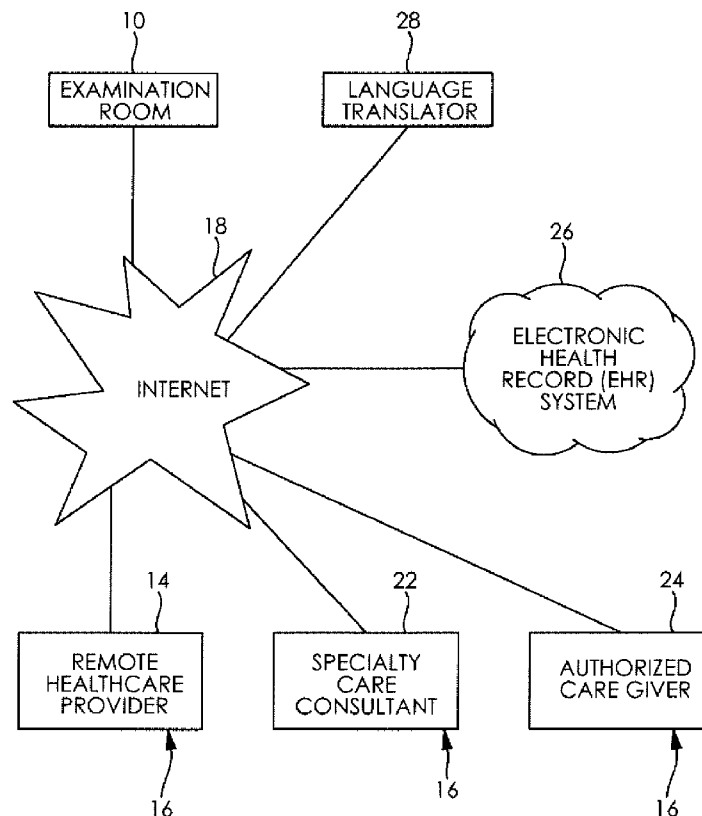 10
28
EXAMINATION
ROOM
LANGUAGE
TRANSLATOR
18
26
ELECTRONIC
HEALTH
RECORD (EHR)
SYSTEM
INTERNET
14
22
24
REMOTE
HEALTHCARE
PROVIDER
SPECIALTY
CARE
CONSULTANT
AUTHORIZED
CARE GIVER
16
16
16